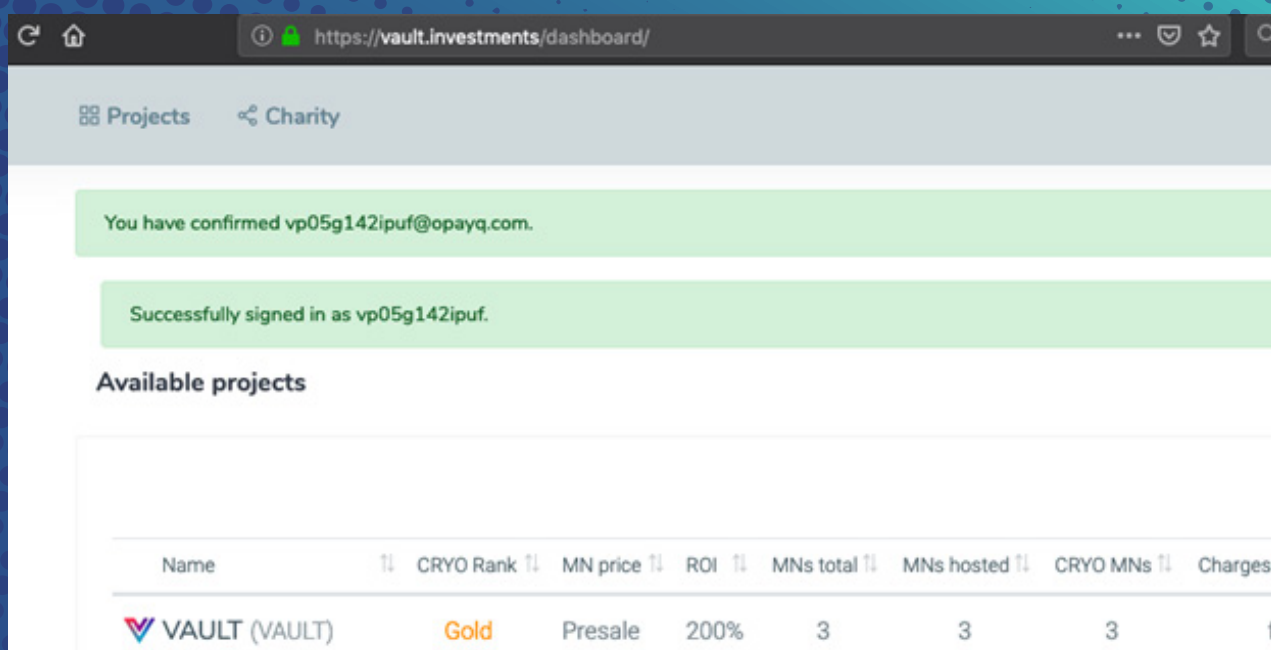 https://vault.investments/dashboard/
Projects Charity
You have confirmed vp05g142ipuf@opayq.com.
Successfully signed in as vp05g142ipuf.
Available projects
Name CRYO Rank MN price ROI MNs total MNs hosted CRYO MNs Charges
VAULT (VAULT) Gold Presale 200% 3 3 3